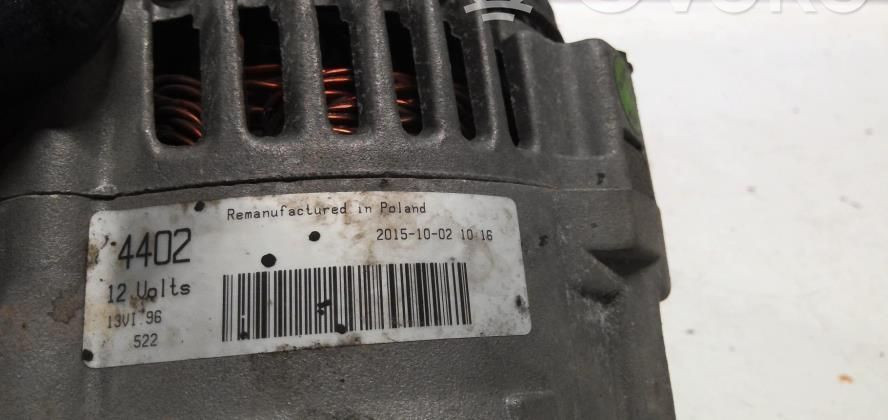 Remanufactured in Poland
4402
2015-10-02 10:16
12 Volts
13VI.96
522